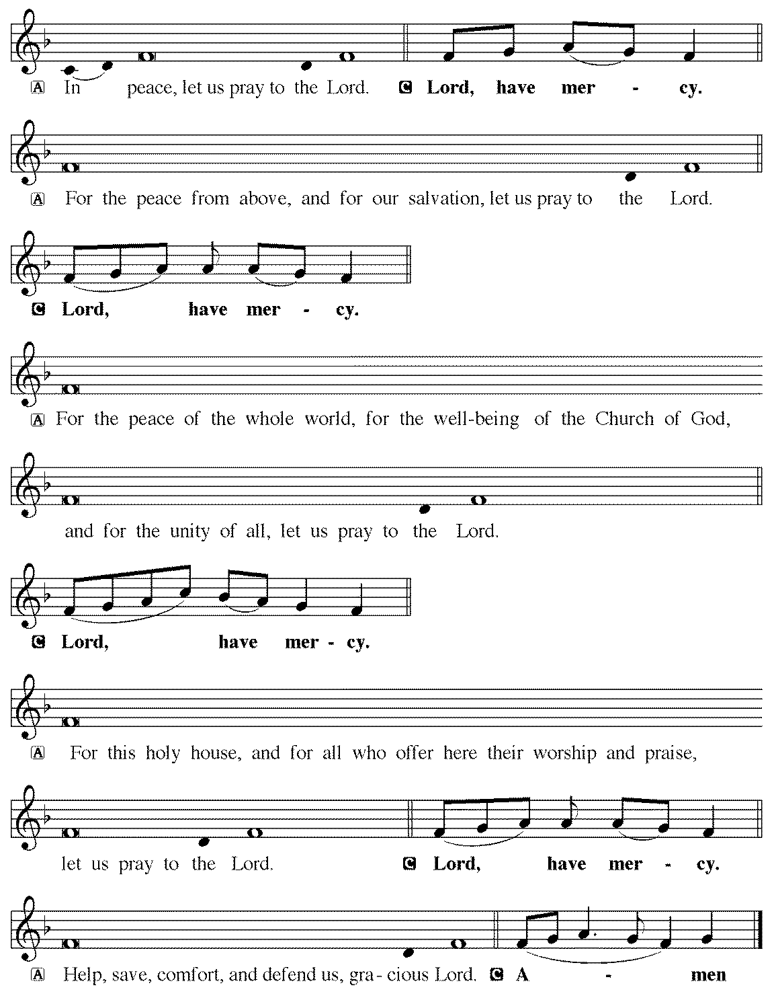 A In peace, let us pray to the Lord. C Lord, have mer - cy.
A For the peace from above, and for our salvation, let us pray to the Lord.
C Lord, have mer - cy.
A For the peace of the whole world, for the well-being of the Church of God,
and for the unity of all, let us pray to the Lord.
C Lord, have mer - cy.
A For this holy house, and for all who offer here their worship and praise,
let us pray to the Lord. C Lord, have mer - cy.
A Help, save, comfort, and defend us, gra - cious Lord. C A - men